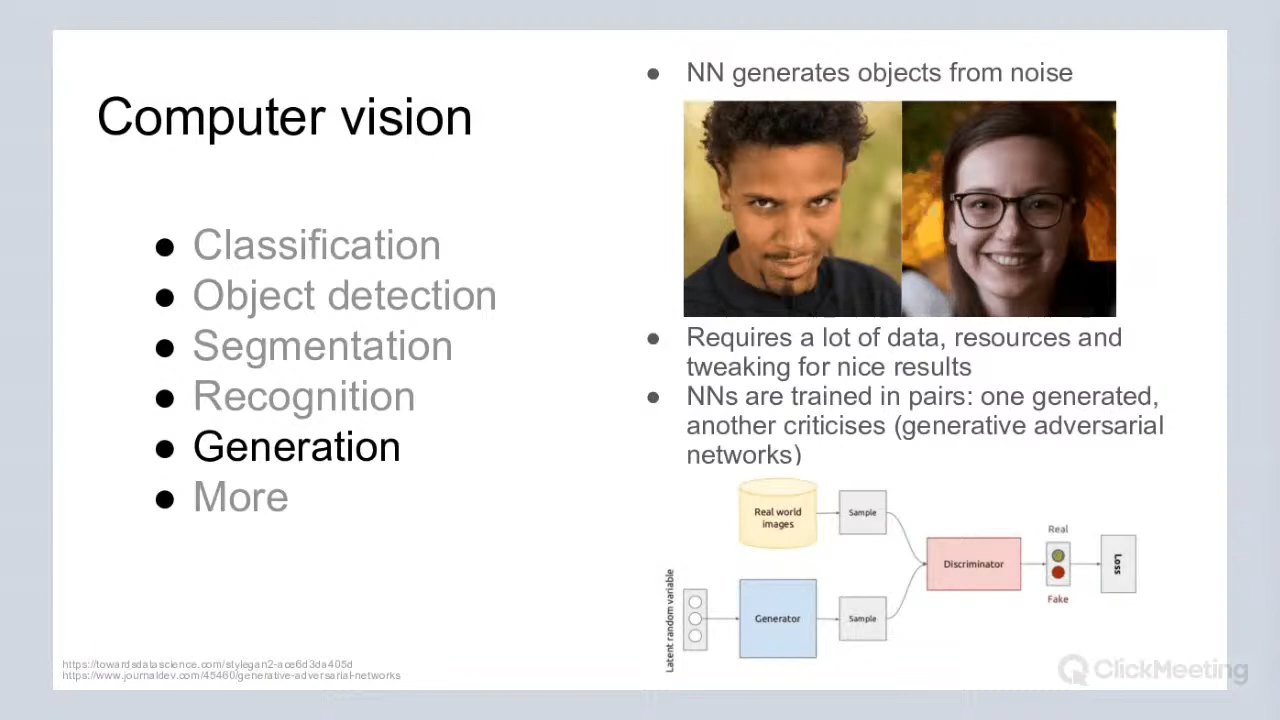 Computer vision
● Classification
● Object detection
● Segmentation
● Recognition
● Generation
● More
● NN generates objects from noise
● Requires a lot of data, resources and
tweaking for nice results
● NNs are trained in pairs: one generated,
another criticises (generative adversarial
networks)
Real world
images
Sample
Latent random variable
Generator
Sample
Discriminator
Real
Fake
Loss
https://towardsdatascience.com/stylegan2-ace6d3da405d
https://www.journaldev.com/45460/generative-adversarial-networks
ClickMeeting